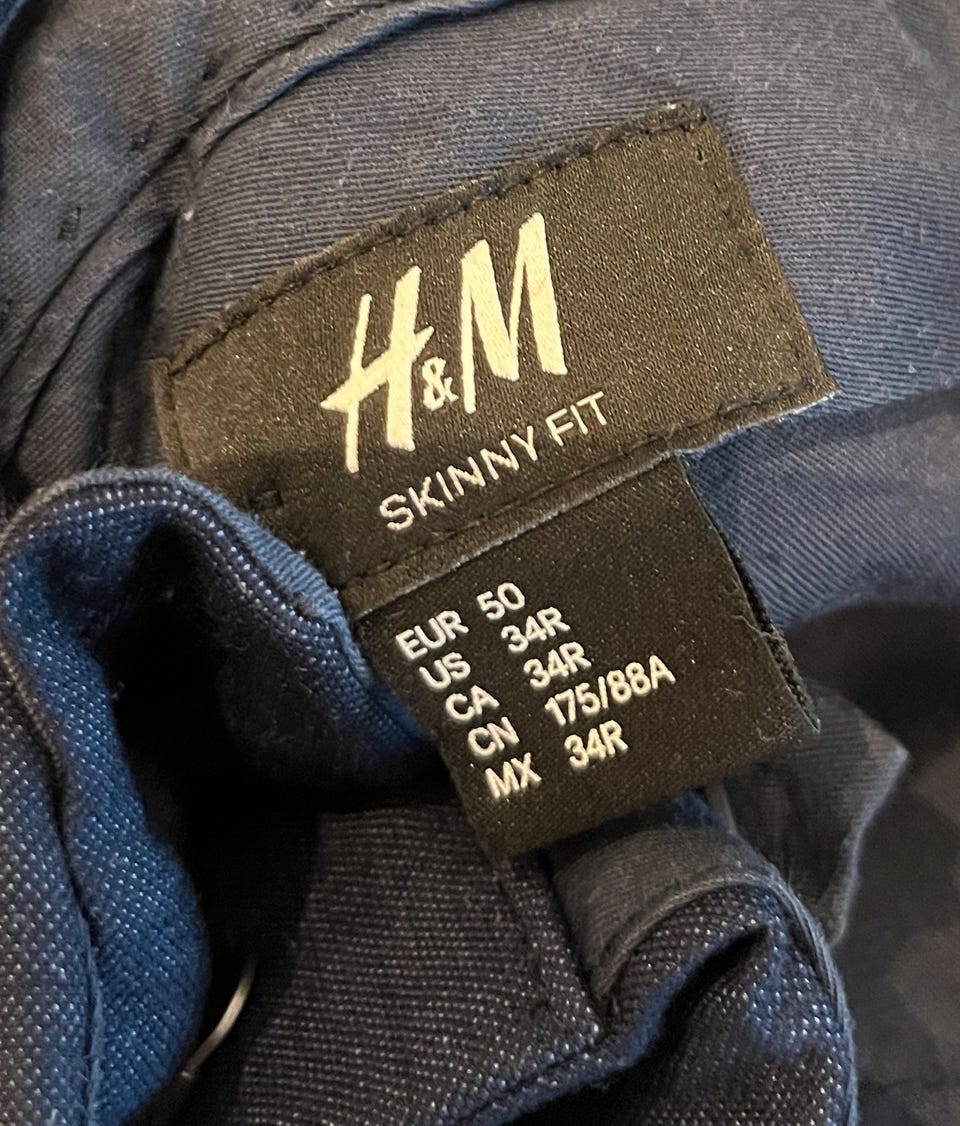 H&M
SKINNY FIT
EUR 50
US 34R
CA 34R
CN 175/88A
MX 34R